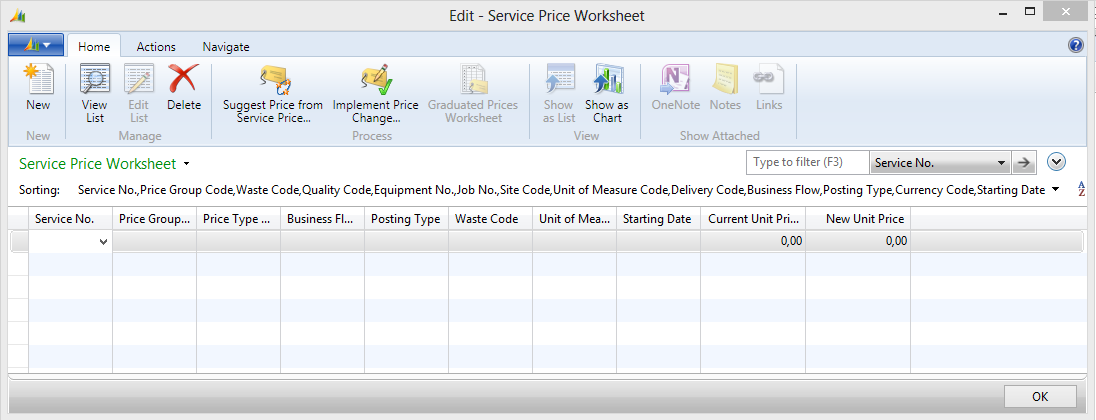 Edit - Service Price Worksheet
Home Actions Navigate
New View List Edit List Delete Suggest Price from Service Price... Implement Price Change... Graduated Prices Worksheet Show as List Show as Chart OneNote Notes Links
New Manage Process View Show Attached
Service Price Worksheet Type to filter (F3) Service No.
Sorting: Service No.,Price Group Code,Waste Code,Quality Code,Equipment No.,Job No.,Site Code,Unit of Measure Code,Delivery Code,Business Flow,Posting Type,Currency Code,Starting Date
Service No. Price Group... Price Type ... Business Fl... Posting Type Waste Code Unit of Mea... Starting Date Current Unit Pri... New Unit Price
0,00 0,00
OK